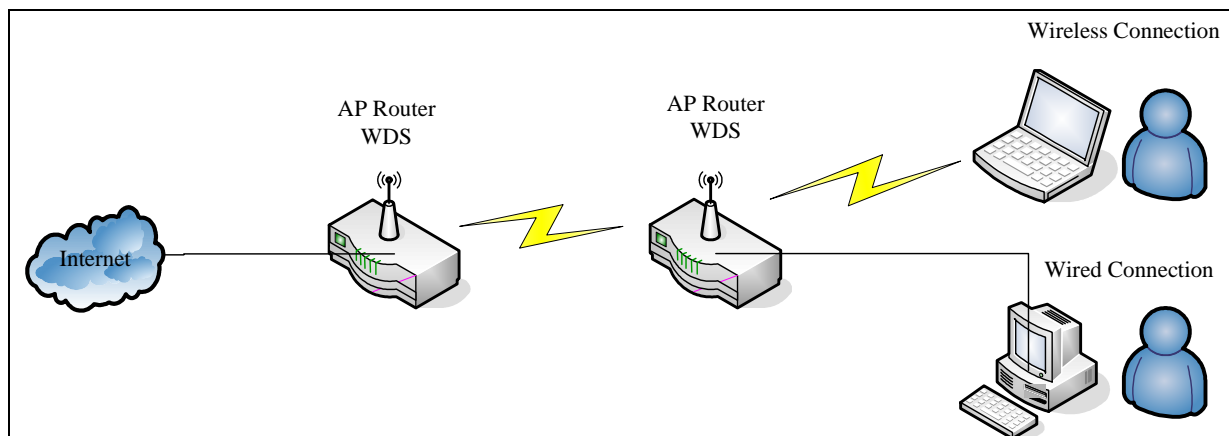 Wireless Connection
AP Router
WDS
AP Router
WDS
Internet
Wired Connection